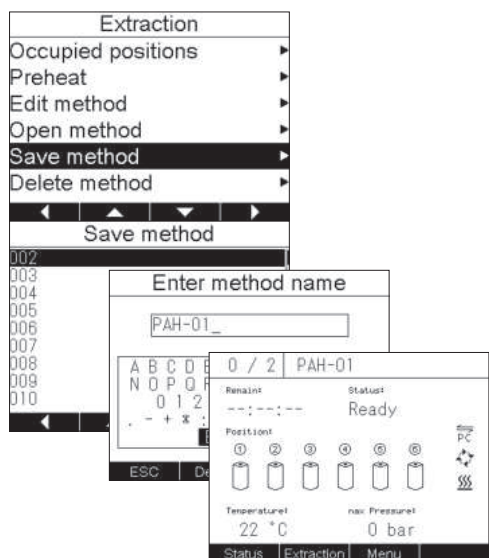 Extraction
Occupied positions
Preheat
Edit method
Open method
Save method
Delete method
Save method
002
003
004
005
006
007
008
009
010
Enter method name
PAH-01_
A B C D
N O P Q
0 1 2
. - + * :
ESC
0 / 2 PAH-01
Remain: Status:
--:--:-- Ready
Position:
PC
① ② ③ ④ ⑤ ⑥
Temperature: max Pressure:
22 °C 0 bar
Status Extraction Menu